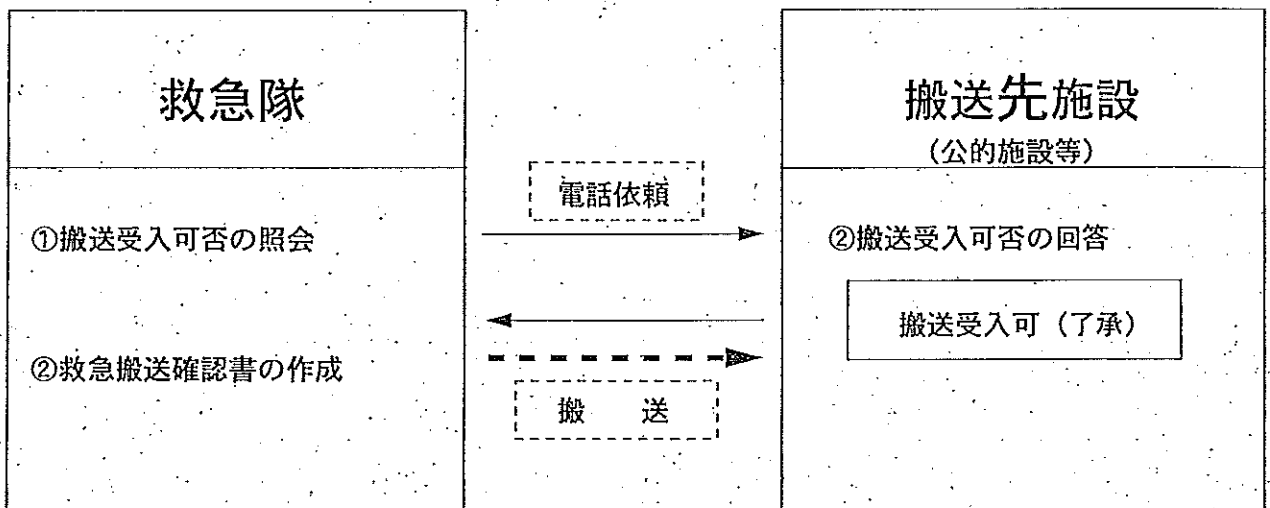 救急隊
搬送先施設
(公的施設等)
電話依頼
①搬送受入可否の照会
②搬送受入可否の回答
搬送受入可（了承）
②救急搬送確認書の作成
搬　送